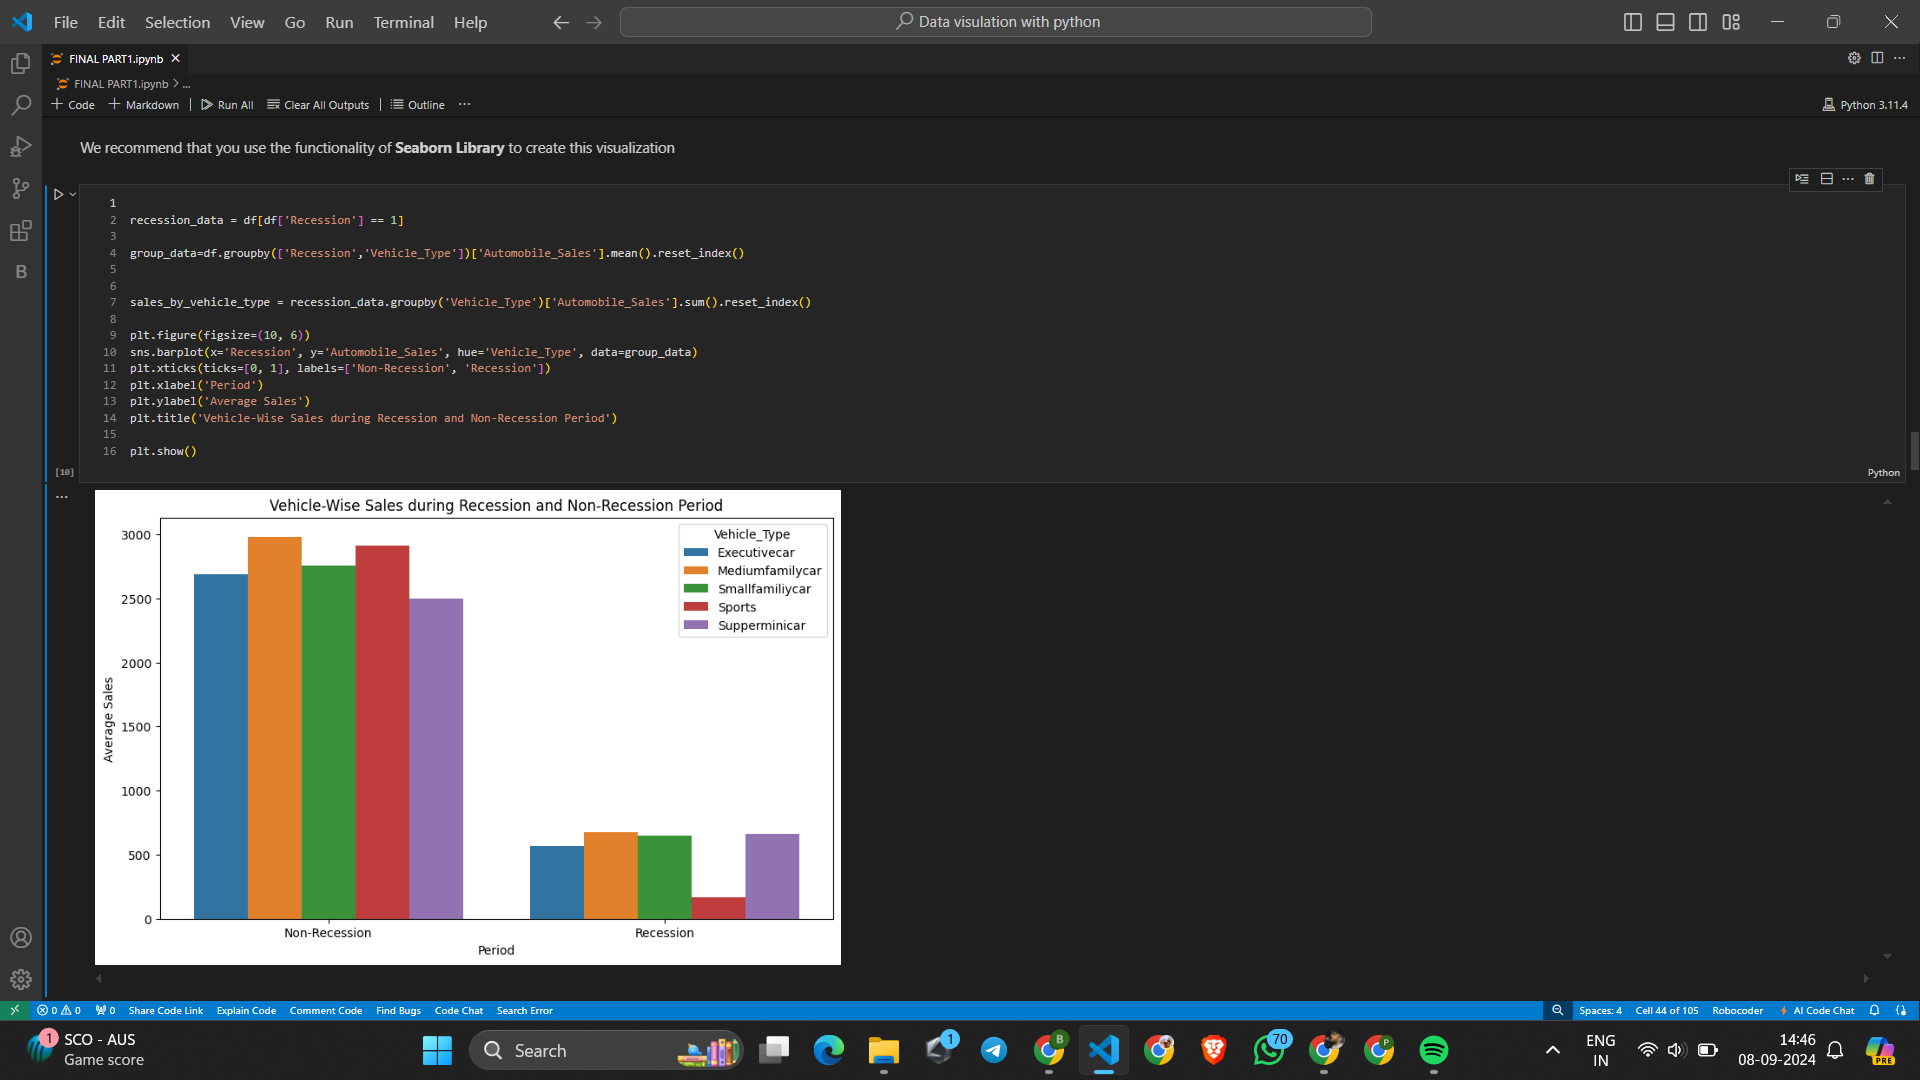 File Edit Selection View Go Run Terminal Help
Data visulation with python
FINAL PART1.ipynb
FINAL PART1.ipynb > ...
Code Markdown Run All Clear All Outputs Outline ...
Python 3.11.4
We recommend that you use the functionality of Seaborn Library to create this visualization
1
2 recession_data = df[df['Recession'] == 1]
3
4 group_data=df.groupby(['Recession','Vehicle_Type'])['Automobile_Sales'].mean().reset_index()
5
6
7 sales_by_vehicle_type = recession_data.groupby('Vehicle_Type')['Automobile_Sales'].sum().reset_index()
8
9 plt.figure(figsize=(10, 6))
10 sns.barplot(x='Recession', y='Automobile_Sales', hue='Vehicle_Type', data=group_data)
11 plt.xticks(ticks=[0, 1], labels=['Non-Recession', 'Recession'])
12 plt.xlabel('Period')
13 plt.ylabel('Average Sales')
14 plt.title('Vehicle-Wise Sales during Recession and Non-Recession Period')
15
16 plt.show()
[10]
Python
Vehicle-Wise Sales during Recession and Non-Recession Period
Vehicle_Type
Executivecar
Mediumfamilycar
Smallfamiliycar
Sports
Supperminicar
3000
2500
2000
1500
1000
500
0
Average Sales
Non-Recession Recession
Period
0 0 0 Share Code Link Explain Code Comment Code Find Bugs Code Chat Search Error
Spaces: 4 Cell 44 of 105 Robocoder AI Code Chat
1
SCO - AUS
Game score
Search
1
B
70
P
ENG
IN
14:46
08-09-2024
PRE
B